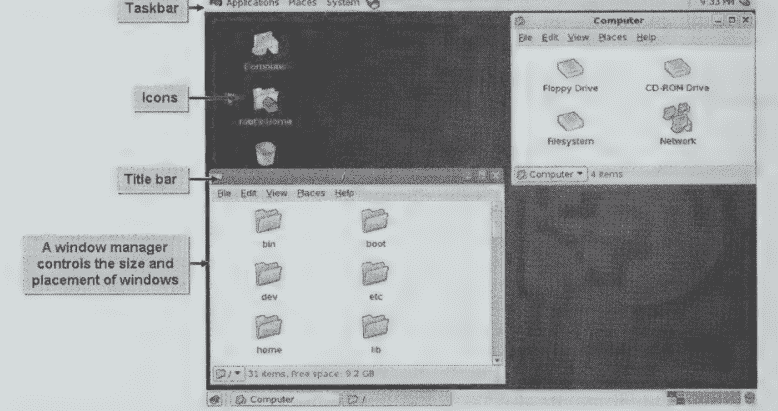 Taskbar
Applications Places System
9:33 PM
Computer
File Edit View Places Help
Computer
Floppy Drive CD-ROM Drive
Icons
Filesystem Network
Computer 4 items
Title bar
File Edit View Places Help
bin boot
A window manager
controls the size and
placement of windows
dev etc
home lib
/ 31 items, Free space: 9.2 GB
Computer /